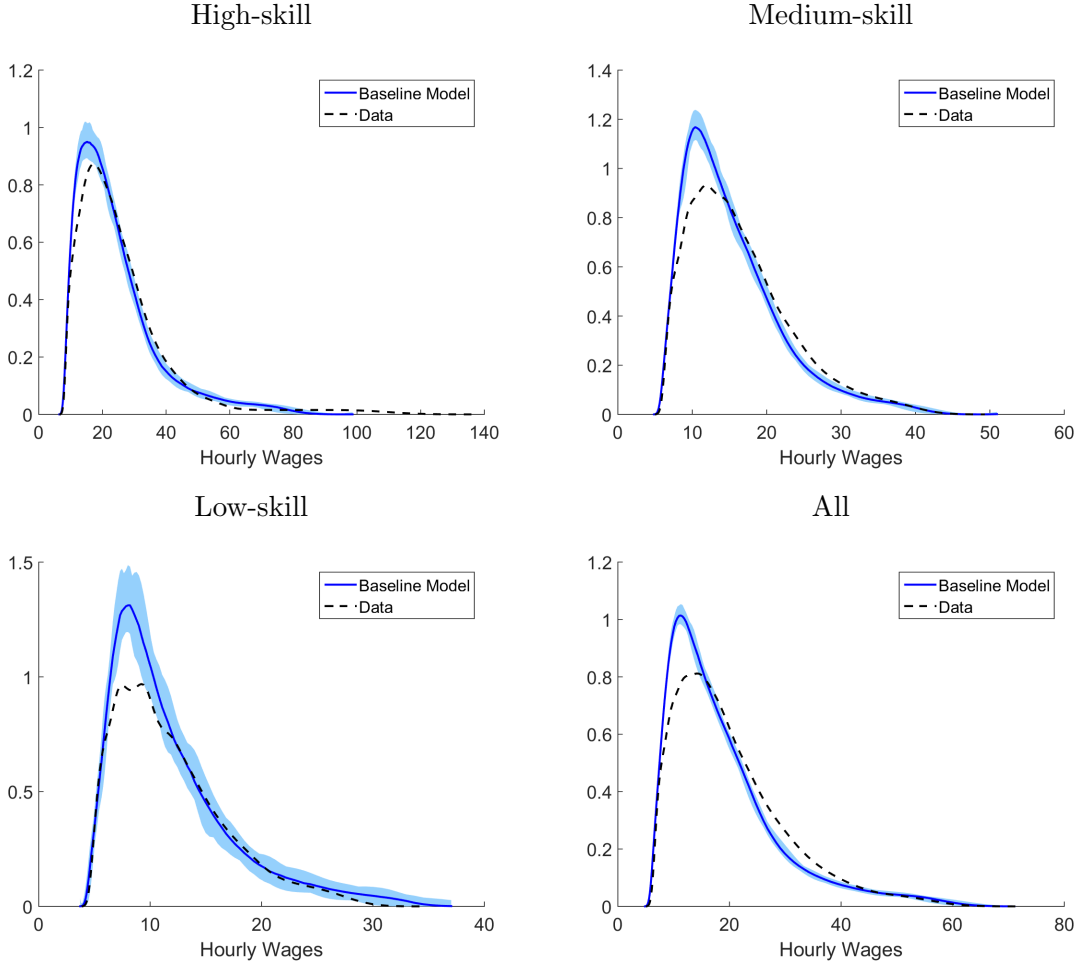 High-skill
Medium-skill
1.2
1
0.8
0.6
0.4
0.2
0
0 20 40 60 80 100 120 140
Hourly Wages
Baseline Model
Data
1.4
1.2
1
0.8
0.6
0.4
0.2
0
0 10 20 30 40 50 60
Hourly Wages
Baseline Model
Data
Low-skill
All
1.5
1
0.5
0
0 10 20 30 40
Hourly Wages
Baseline Model
Data
1.2
1
0.8
0.6
0.4
0.2
0
0 20 40 60 80
Hourly Wages
Baseline Model
Data